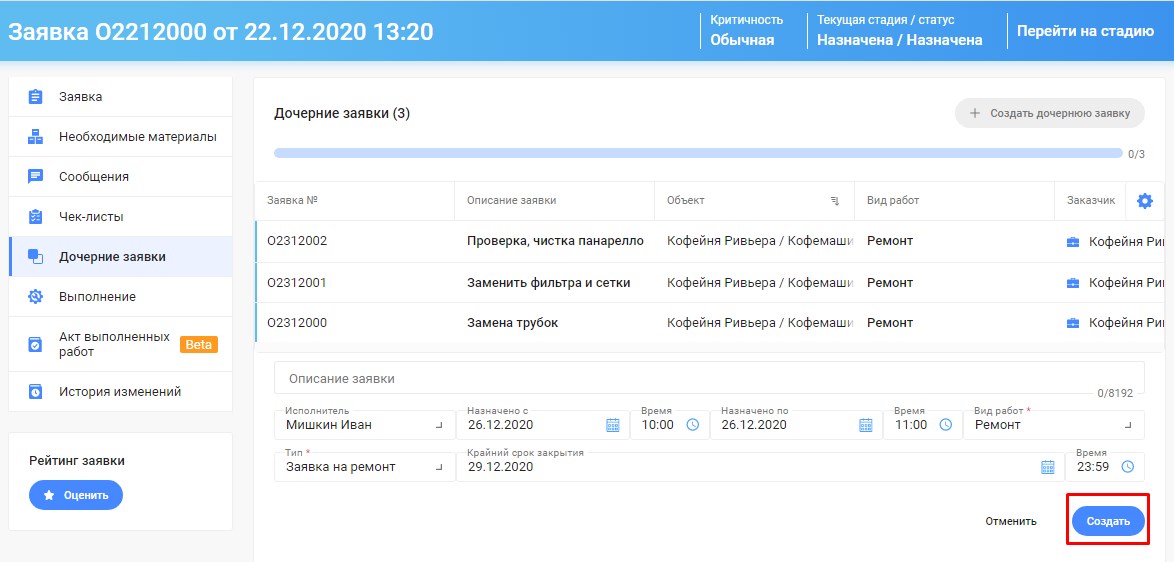 Заявка О2212000 от 22.12.2020 13:20
Критичность
Обычная
Текущая стадия / статус
Назначена / Назначена
Перейти на стадию
Заявка
Необходимые материалы
Сообщения
Чек-листы
Дочерние заявки
Выполнение
Акт выполненных работ
Beta
История изменений
Рейтинг заявки
Оценить
Дочерние заявки (3)
Создать дочернюю заявку
0/3
Заявка № Описание заявки Объект Вид работ Заказчик
О2312002 Проверка, чистка панарелло Кофейня Ривьера / Кофемаши Ремонт Кофейня Рив
О2312001 Заменить фильтра и сетки Кофейня Ривьера / Кофемаши Ремонт Кофейня Рив
О2312000 Замена трубок Кофейня Ривьера / Кофемаши Ремонт Кофейня Рив
Описание заявки
0/8192
Исполнитель Назначено с Время Назначено по Время Вид работ *
Мишкин Иван 26.12.2020 10:00 26.12.2020 11:00 Ремонт
Тип * Крайний срок закрытия Время
Заявка на ремонт 29.12.2020 23:59
Отменить Создать